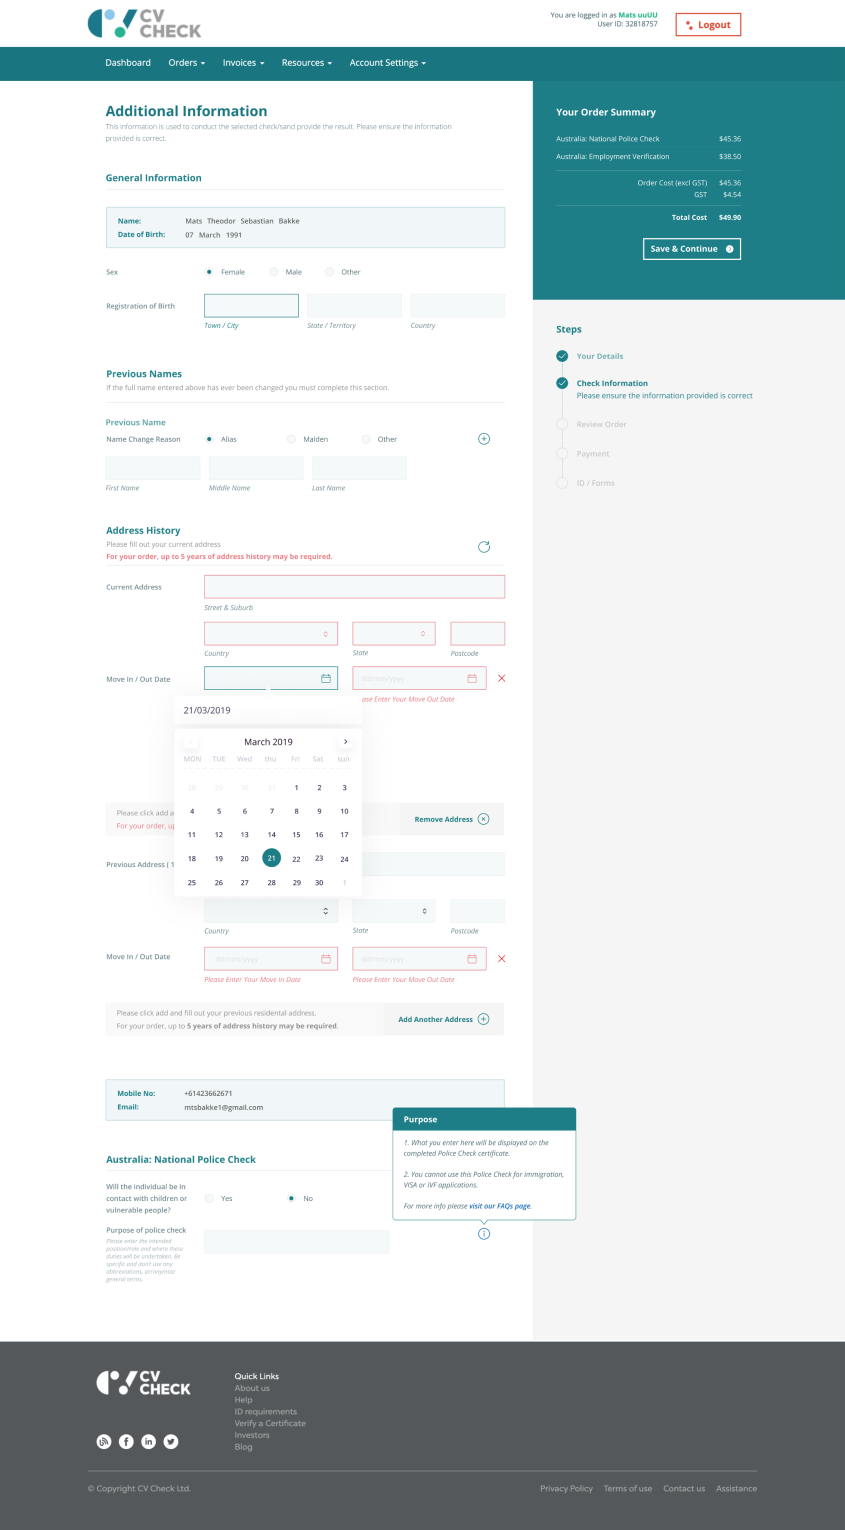 CV
CHECK
You are logged in as Mats uuUU
User ID: 32818757
Logout
Dashboard Orders Invoices Resources Account Settings
Additional Information
This information is used to conduct the selected check/sand provide the result. Please ensure the information
provided is correct.
General Information
Name: Mats Theodor Sebastian Bakke
Date of Birth: 07 March 1991
Sex Female Male Other
Registration of Birth
Town / City State / Territory Country
Previous Names
If the full name entered above has ever been changed you must complete this section.
Previous Name
Name Change Reason Alias Maiden Other
First Name Middle Name Last Name
Address History
Please fill out your current address
For your order, up to 5 years of address history may be required.
Current Address
Street & Suburb
Country State Postcode
Move In / Out Date dd/mm/yyyy
ase Enter Your Move Out Date
21/03/2019
March 2019
MON TUE Wed thu Fri Sat sun
28 29 30 31 1 2 3
4 5 6 7 8 9 10
11 12 13 14 15 16 17
18 19 20 21 22 23 24
25 26 27 28 29 30 1
Please click add a
For your order, up
Remove Address
Previous Address ( 1
Country State Postcode
Move In / Out Date dd/mm/yyyy dd/mm/yyyy
Please Enter Your Move In Date Please Enter Your Move Out Date
Please click add and fill out your previous residental address.
For your order, up to 5 years of address history may be required.
Add Another Address
Mobile No: +61423662671
Email: mtsbakke1@gmail.com
Purpose
1. What you enter here will be displayed on the
completed Police Check certificate.
2. You cannot use this Police Check for immigration,
VISA or IVF applications.
For more info please visit our FAQs page.
Australia: National Police Check
Will the individual be in
contact with children or
vulnerable people?
Yes No
Purpose of police check
Please enter the intended
position/role and where these
duties will be undertaken. Be
specific and don't use any
abbreviations, acronyms/or
general terms.
Your Order Summary
Australia: National Police Check $45.36
Australia: Employment Verification $38.50
Order Cost (excl GST) $45.36
GST $4.54
Total Cost $49.90
Save & Continue
Steps
Your Details
Check Information
Please ensure the information provided is correct
Review Order
Payment
ID / Forms
CV
CHECK
Quick Links
About us
Help
ID requirements
Verify a Certificate
Investors
Blog
© Copyright CV Check Ltd.
Privacy Policy Terms of use Contact us Assistance